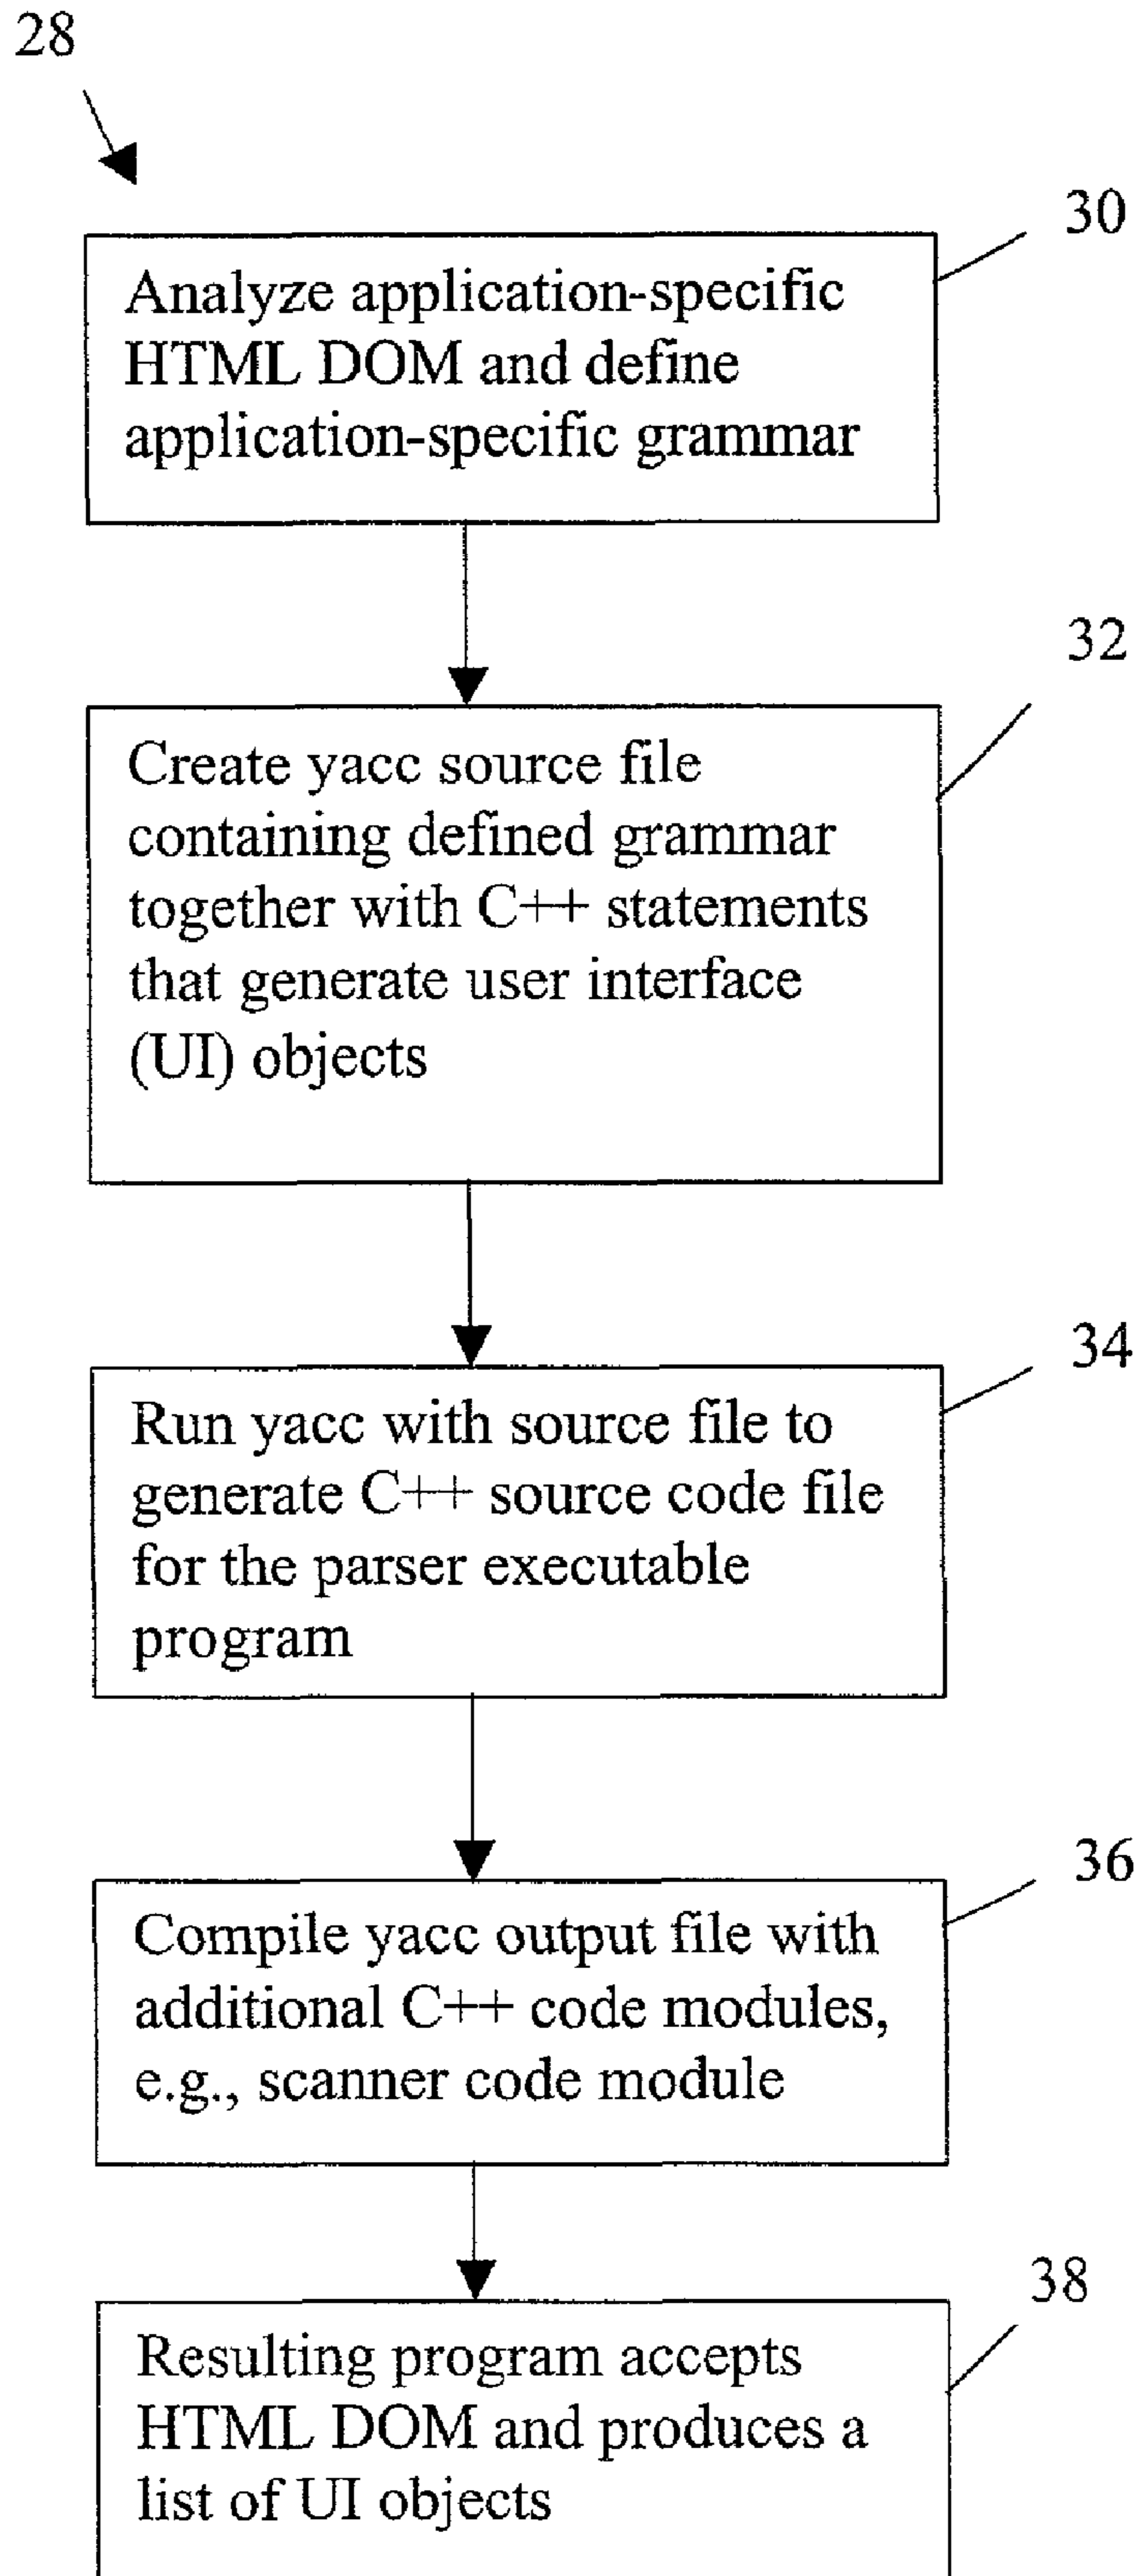 28
30
Analyze application-specific
HTML DOM and define
application-specific grammar
32
Create yacc source file
containing defined grammar
together with C++ statements
that generate user interface
(UI) objects
34
Run yacc with source file to
generate C++ source code file
for the parser executable
program
36
Compile yacc output file with
additional C++ code modules,
e.g., scanner code module
38
Resulting program accepts
HTML DOM and produces a
list of UI objects